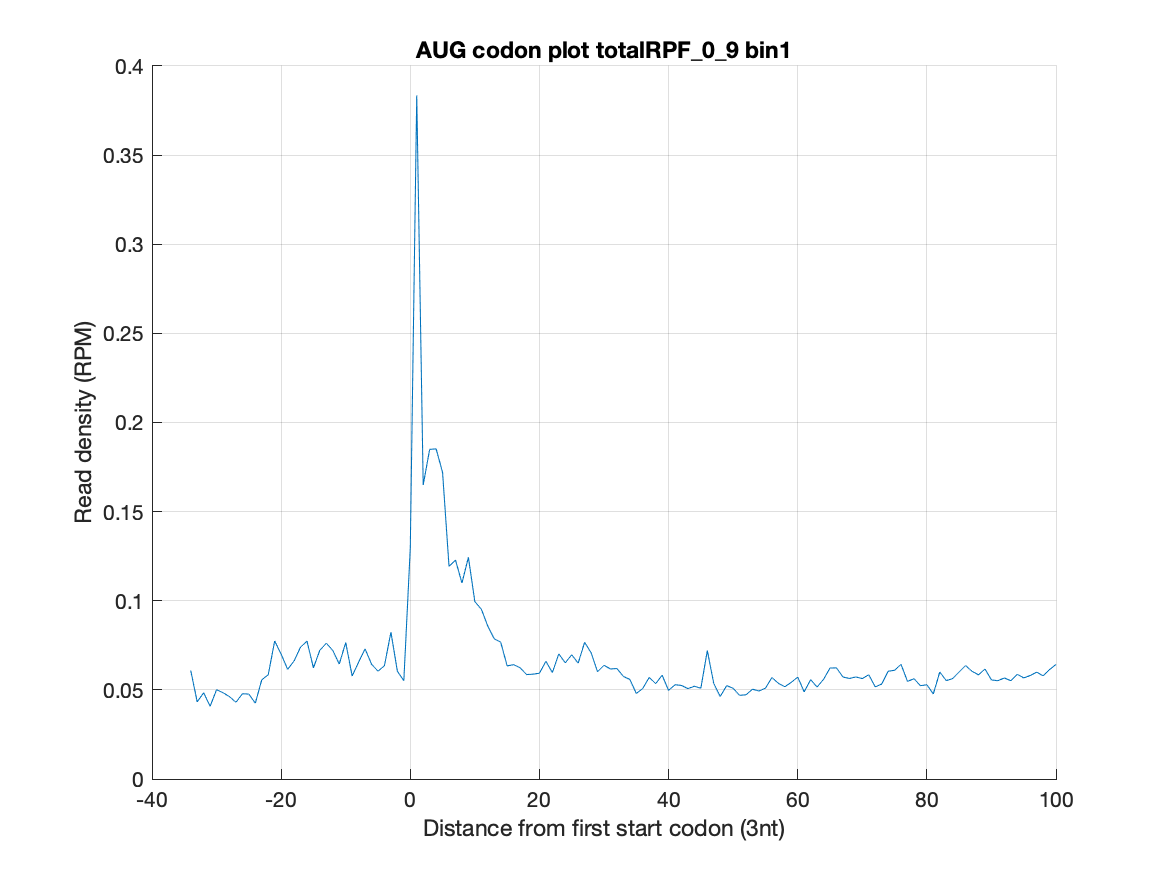 AUG codon plot totalRPF_0_9 bin1
0.4
0.35
0.3
0.25
0.2
0.15
0.1
0.05
0
Read density (RPM)
-40 -20 0 20 40 60 80 100
Distance from first start codon (3nt)